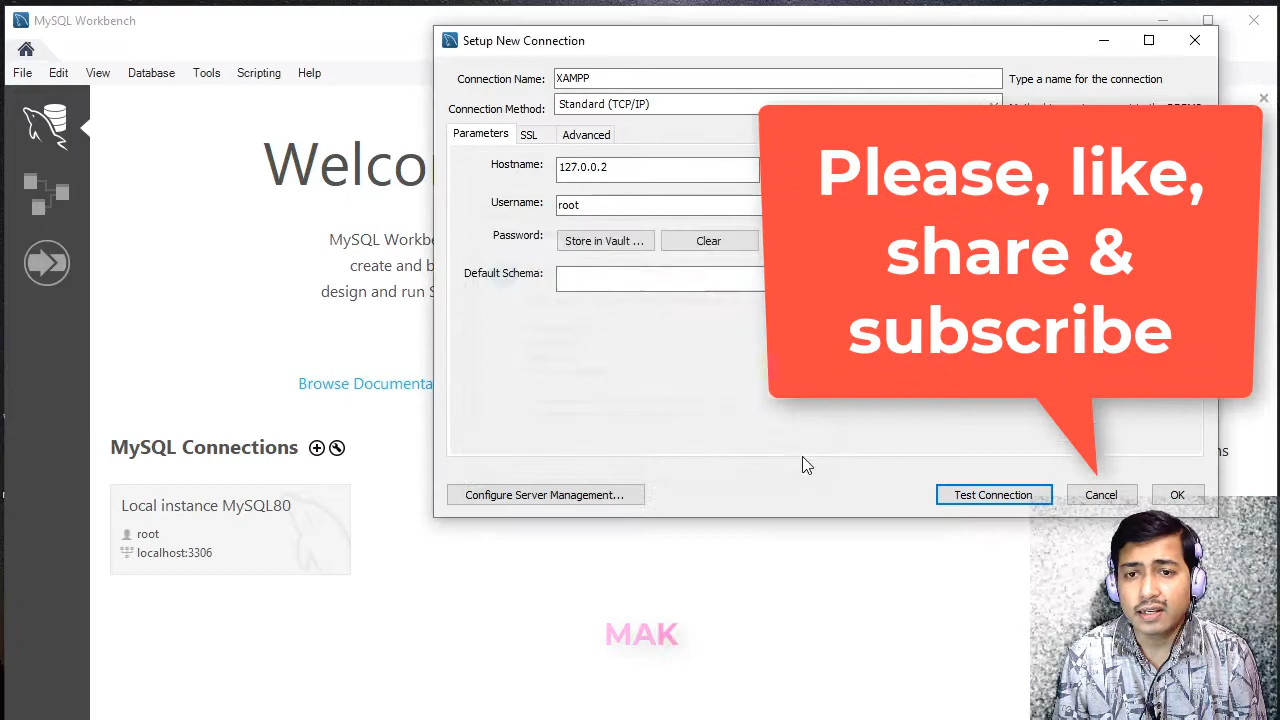 MySQL Workbench
File Edit View Database Tools Scripting Help
Welco
MySQL Workb
create and b
design and run S
Browse Documenta
MySQL Connections
Local instance MySQL80
root
localhost:3306
Setup New Connection
Connection Name: XAMPP Type a name for the connection
Connection Method: Standard (TCP/IP)
Parameters SSL Advanced
Hostname: 127.0.0.2
Username: root
Password: Store in Vault ... Clear
Default Schema:
Configure Server Management... Test Connection Cancel OK
Please, like,
share &
subscribe
MAK